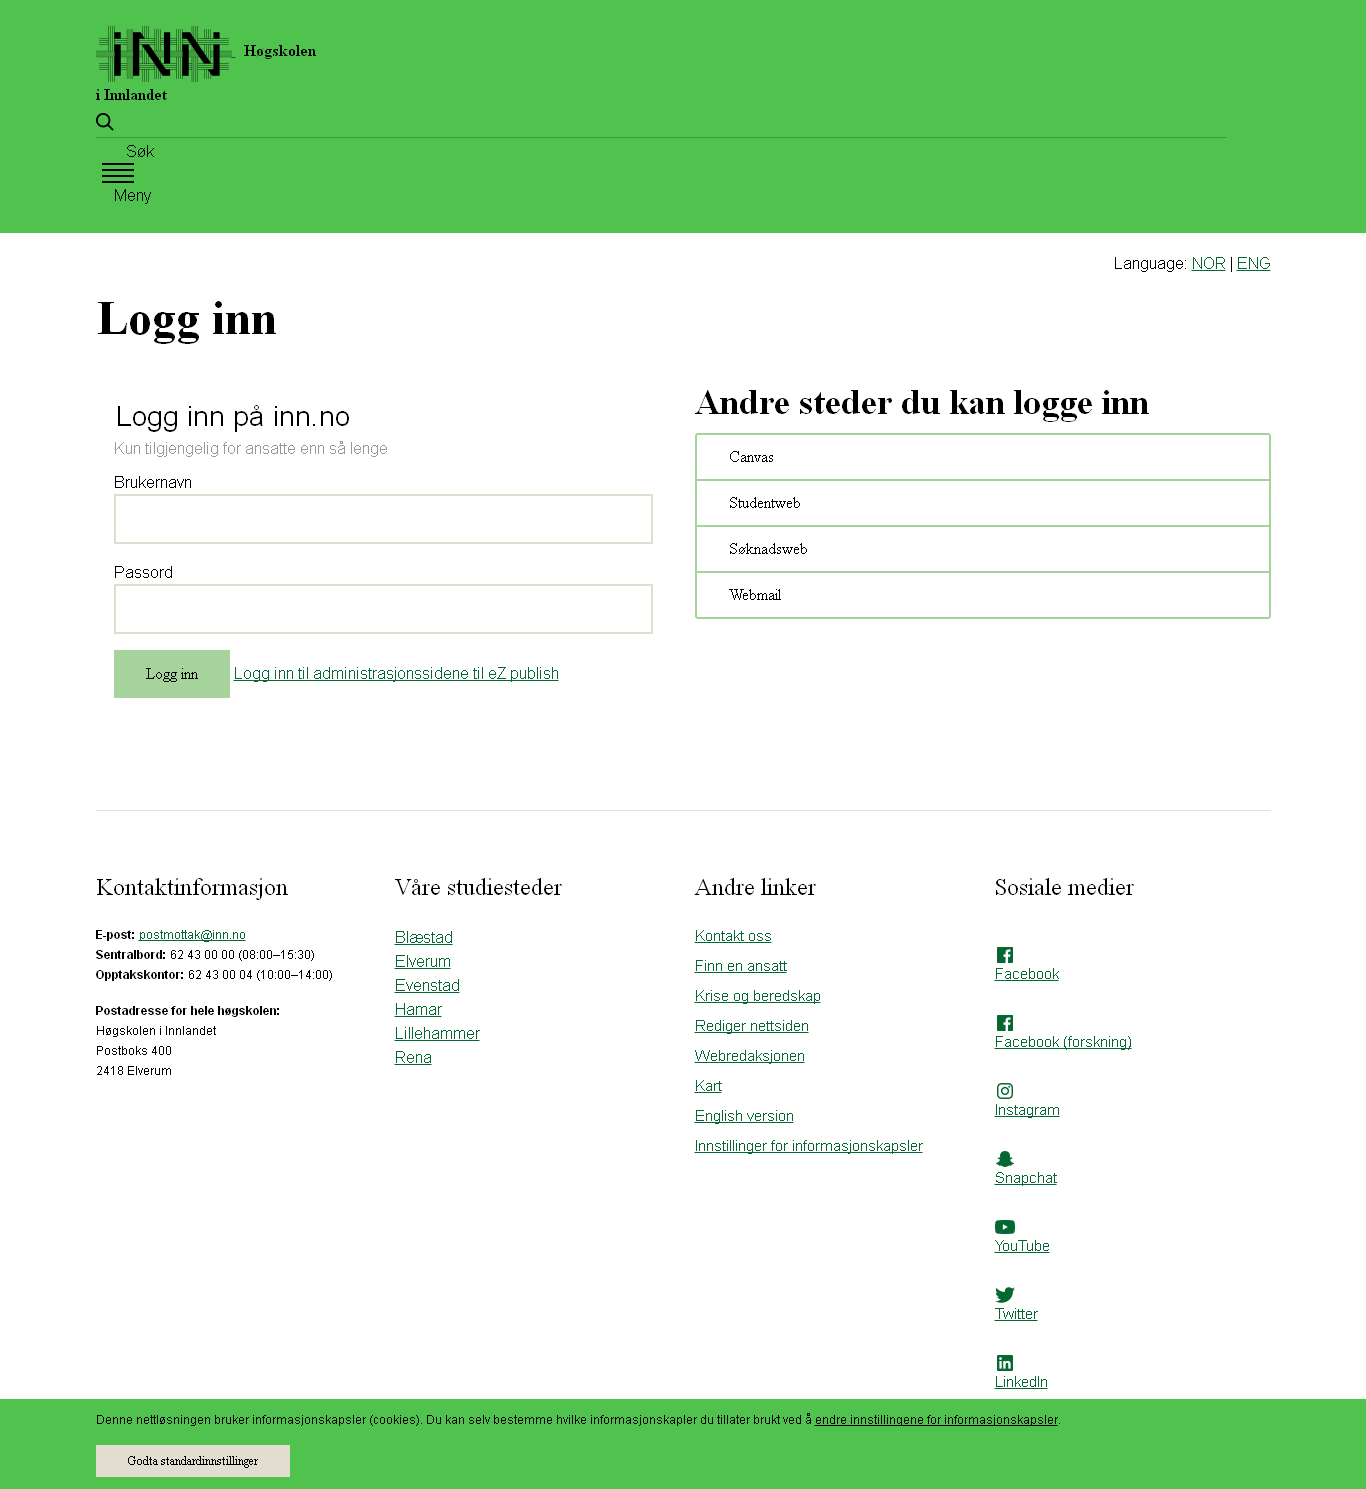 iNN Høgskolen
i Innlandet
Søk
Meny
Language: NOR | ENG
Logg inn
Logg inn på inn.no
Kun tilgjengelig for ansatte enn så lenge
Brukernavn
Passord
Logg inn Logg inn til administrasjonssidene til eZ publish
Andre steder du kan logge inn
Canvas
Studentweb
Søknadsweb
Webmail
Kontaktinformasjon
E-post: postmottak@inn.no
Sentralbord: 62 43 00 00 (08:00–15:30)
Opptakskontor: 62 43 00 04 (10:00–14:00)
Postadresse for hele høgskolen:
Høgskolen i Innlandet
Postboks 400
2418 Elverum
Våre studiesteder
Blæstad
Elverum
Evenstad
Hamar
Lillehammer
Rena
Andre linker
Kontakt oss
Finn en ansatt
Krise og beredskap
Rediger nettsiden
Webredaksjonen
Kart
English version
Innstillinger for informasjonskapsler
Sosiale medier
Facebook
Facebook (forskning)
Instagram
Snapchat
YouTube
Twitter
LinkedIn
Denne nettløsningen bruker informasjonskapsler (cookies). Du kan selv bestemme hvilke informasjonskapler du tillater brukt ved å endre innstillingene for informasjonskapsler.
Godta standardinnstillinger